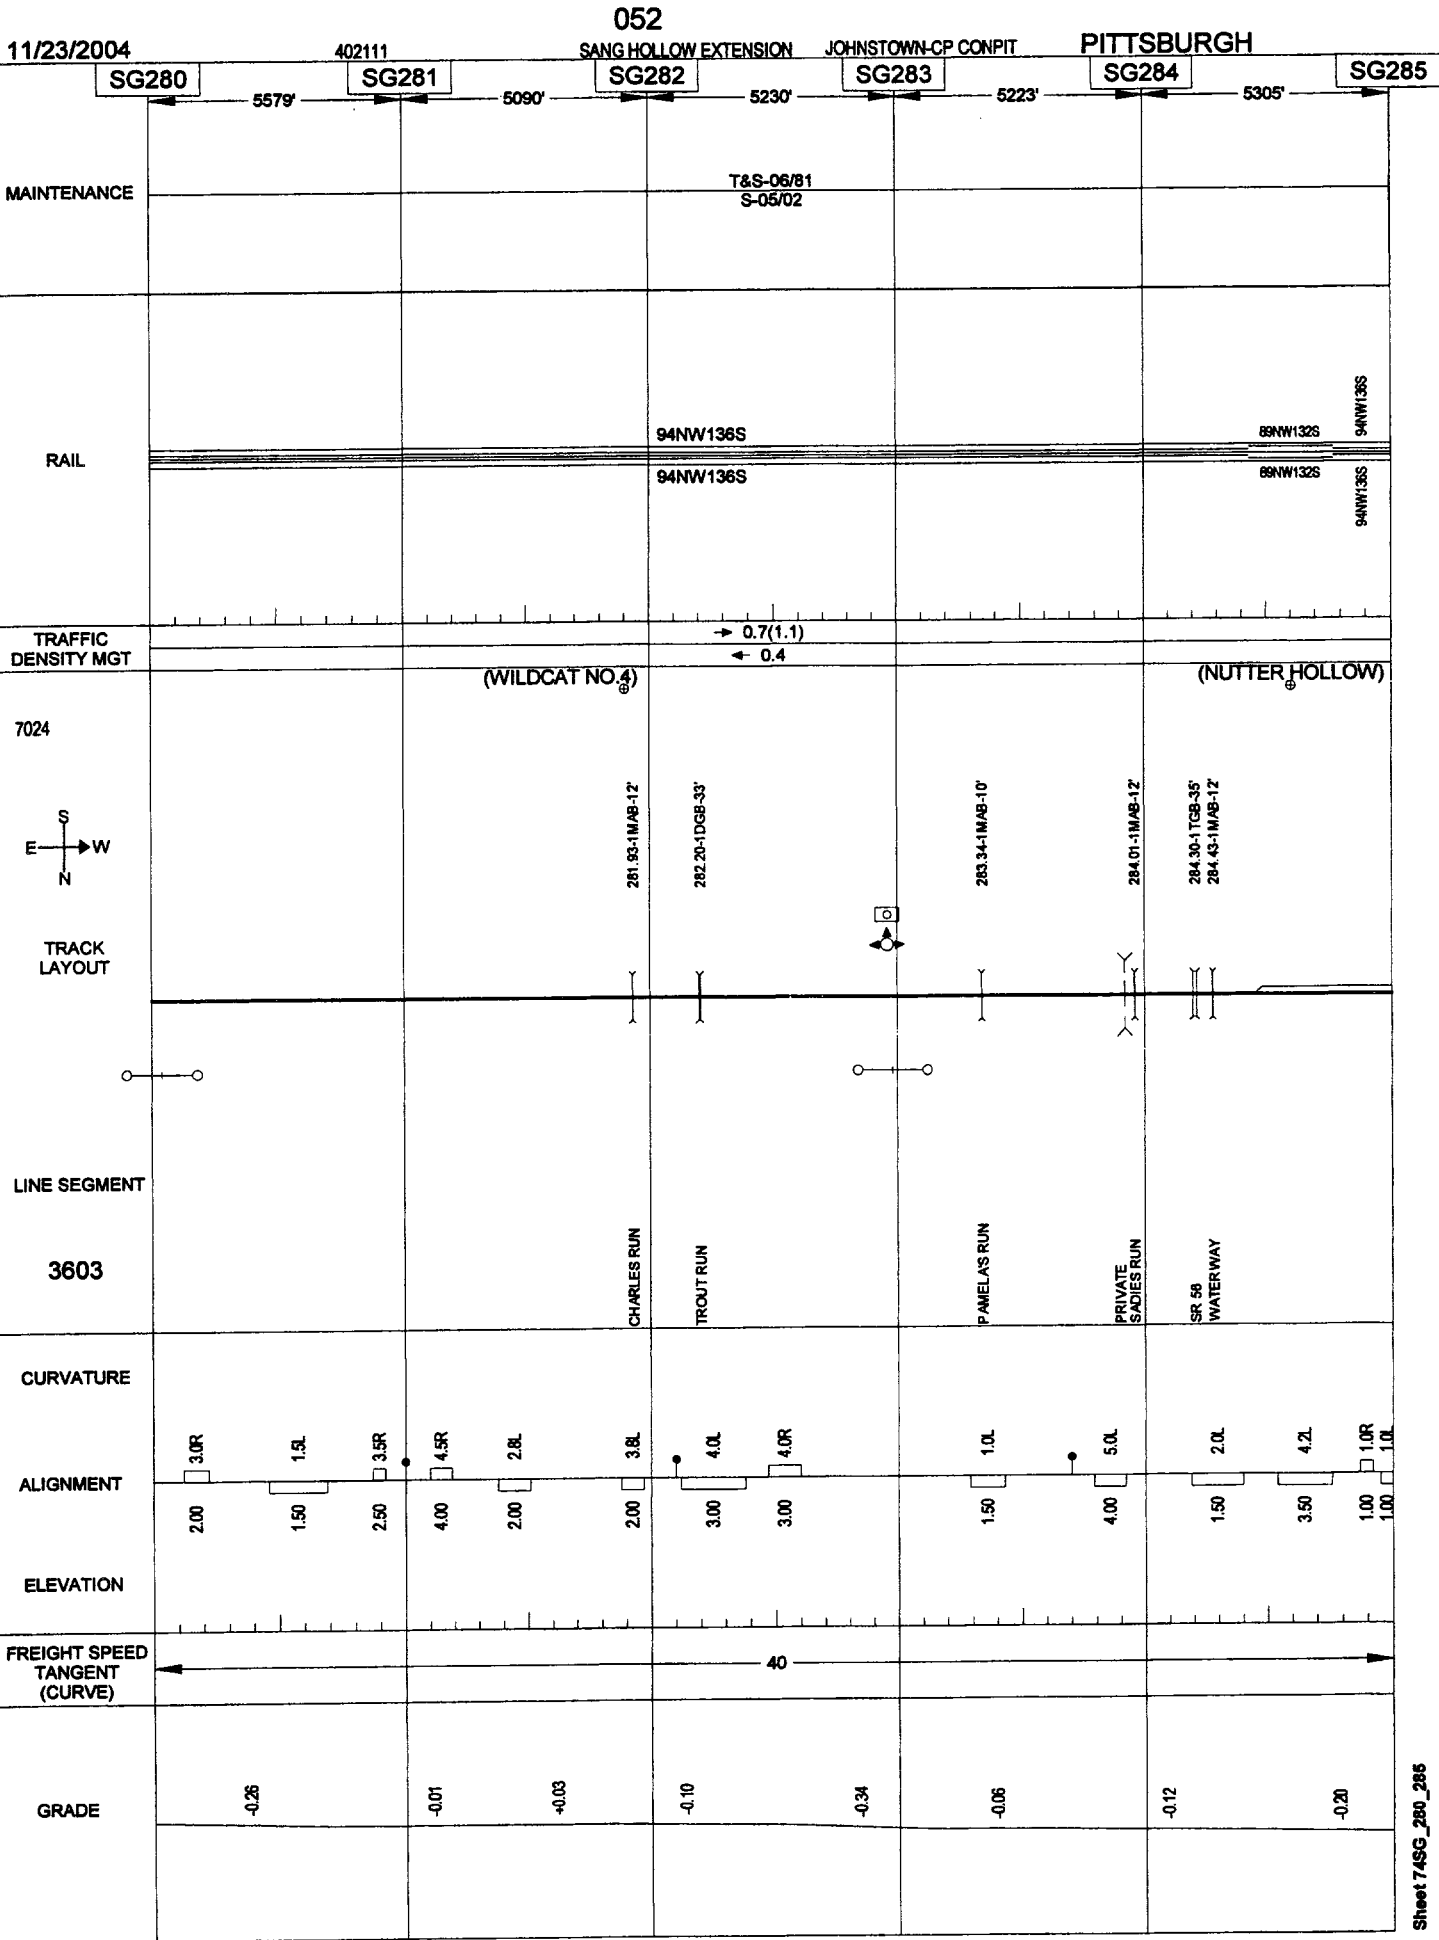 052
11/23/2004
402111
SANG HOLLOW EXTENSION
JOHNSTOWN-CP CONPIT
PITTSBURGH
SG280
SG281
SG282
SG283
SG284
SG285
5579'
5090'
5230'
5223'
5305'
MAINTENANCE
T&S-06/81
S-05/02
RAIL
94NW136S
94NW136S
89NW132S
89NW132S
94NW136S
94NW136S
TRAFFIC
DENSITY MGT
→ 0.7(1.1)
← 0.4
(WILDCAT NO.4)
(NUTTER HOLLOW)
7024
S
E
W
N
281.93-1MAB-12'
282.20-1DGB-33'
283.34-1MAB-10'
284.01-1MAB-12'
284.30-1TGB-35'
284.43-1MAB-12'
TRACK
LAYOUT
LINE SEGMENT
3603
CHARLES RUN
TROUT RUN
PAMELA'S RUN
PRIVATE
SADIES RUN
SR 56
WATERWAY
CURVATURE
3.0R
1.5L
3.5R
4.5R
2.8L
3.8L
4.0L
4.0R
1.0L
5.0L
2.0L
4.2L
1.0R
1.0L
ALIGNMENT
2.00
1.50
2.50
4.00
2.00
2.00
3.00
3.00
1.50
4.00
1.50
3.50
1.00
1.00
ELEVATION
FREIGHT SPEED
TANGENT
(CURVE)
40
GRADE
-0.26
-0.01
+0.03
-0.10
-0.34
-0.06
-0.12
-0.20
Sheet 74SG_280_285